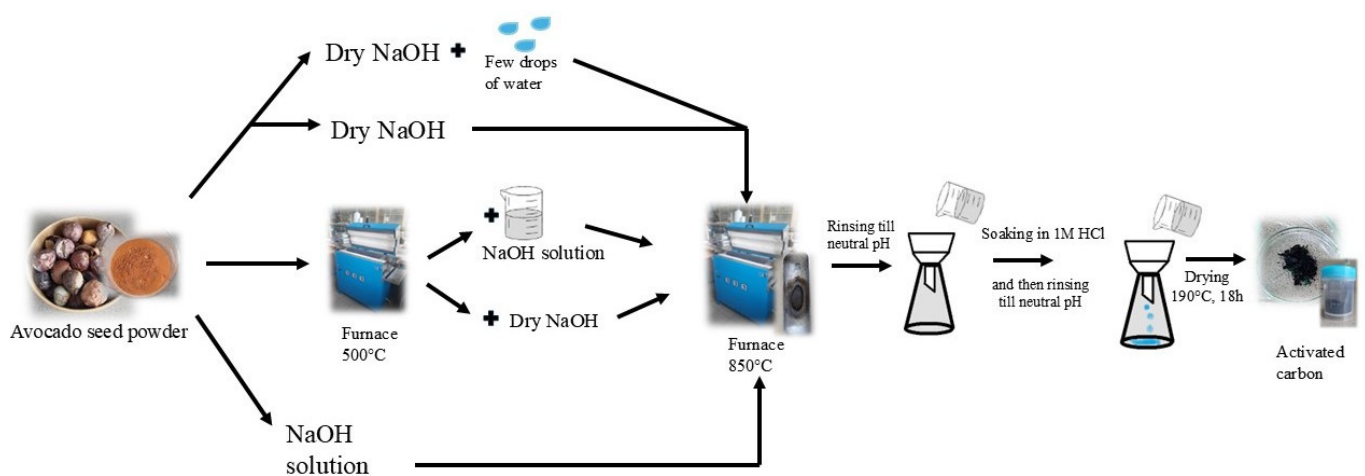 Dry NaOH +
Few drops
of water
Dry NaOH
Avocado seed powder
Furnace
500°C
+
NaOH solution
+ Dry NaOH
NaOH
solution
Furnace
850°C
Rinsing till
neutral pH
Soaking in 1M HCl
and then rinsing
till neutral pH
Drying
190°C, 18h
Activated
carbon